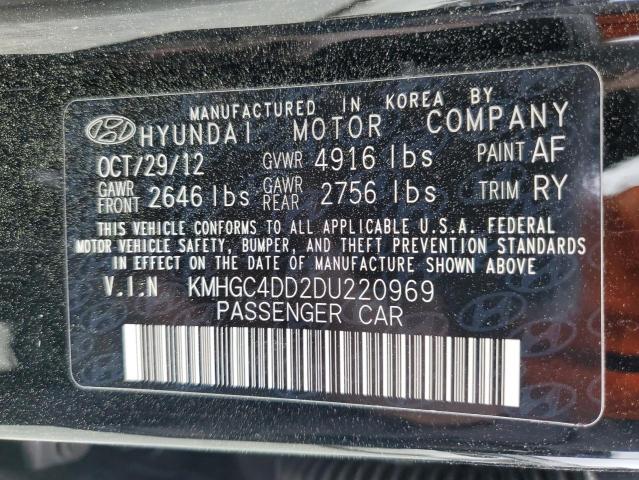 MANUFACTURED IN KOREA BY
HYUNDAI MOTOR COMPANY
OCT/29/12 GVWR 4916 lbs PAINT AF
GAWR FRONT 2646 lbs GAWR REAR 2756 lbs TRIM RY
THIS VEHICLE CONFORMS TO ALL APPLICABLE U.S.A. FEDERAL
MOTOR VEHICLE SAFETY, BUMPER, AND THEFT PREVENTION STANDARDS
IN EFFECT ON THE DATE OF MANUFACTURE SHOWN ABOVE
V.I.N KMHGC4DD2DU220969
PASSENGER CAR